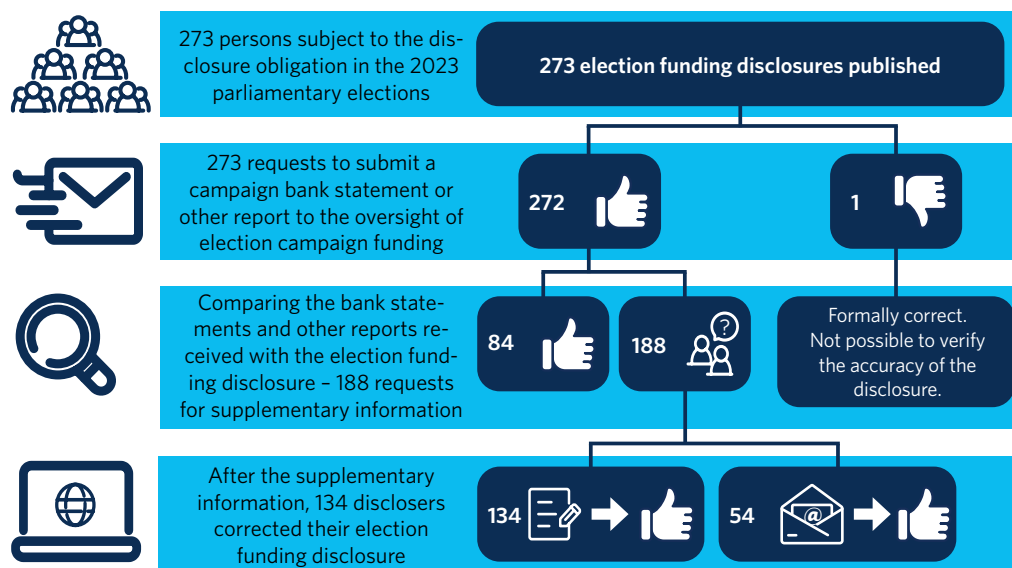 273 persons subject to the dis-
closure obligation in the 2023
parliamentary elections
273 election funding disclosures published
273 requests to submit a
campaign bank statement or
other report to the oversight of
election campaign funding
272
1
Comparing the bank state-
ments and other reports re-
ceived with the election fund-
ing disclosure – 188 requests
for supplementary information
84
188
?
Formally correct.
Not possible to verify
the accuracy of the
disclosure.
After the supplementary
information, 134 disclosers
corrected their election
funding disclosure
134
54
@